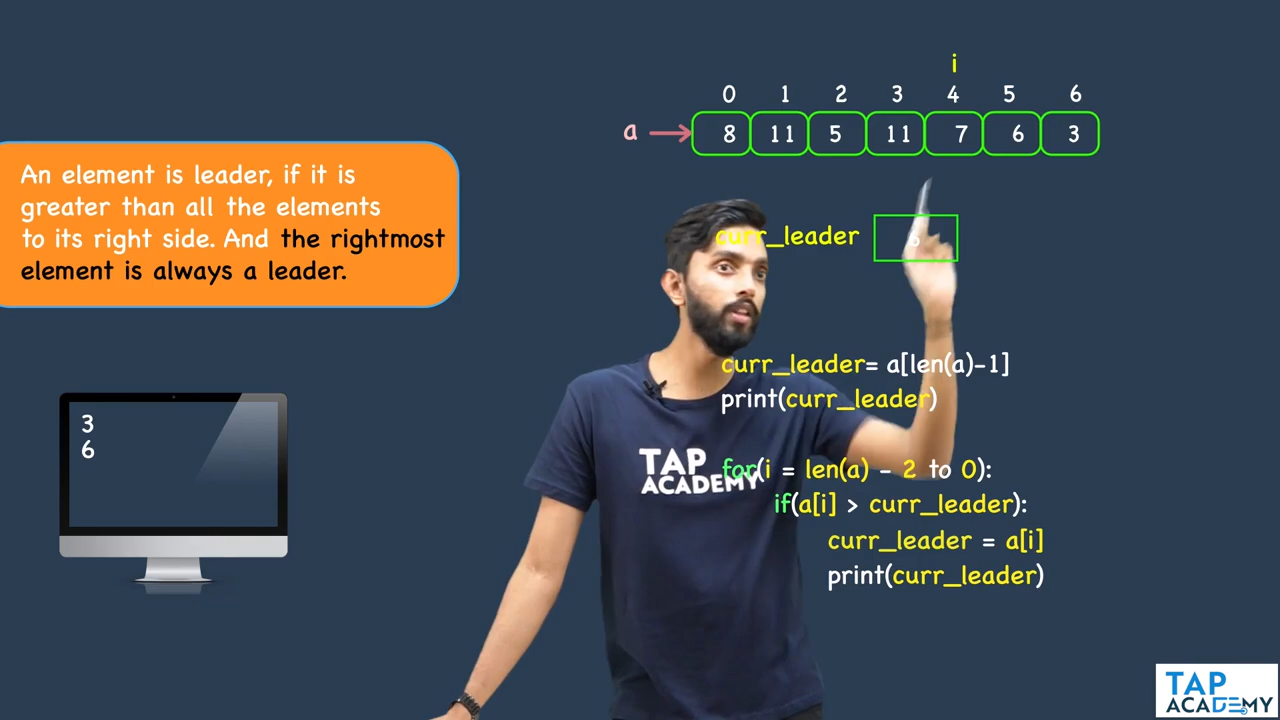 i
0 1 2 3 4 5 6
a 8 11 5 11 7 6 3
An element is leader, if it is
greater than all the elements
to its right side. And the rightmost
element is always a leader.
curr_leader 6
curr_leader= a[len(a)-1]
print(curr_leader)
3
6
TAP
ACADEMY
for(i = len(a) - 2 to 0):
if(a[i] > curr_leader):
curr_leader = a[i]
print(curr_leader)
TAP
ACADEMY